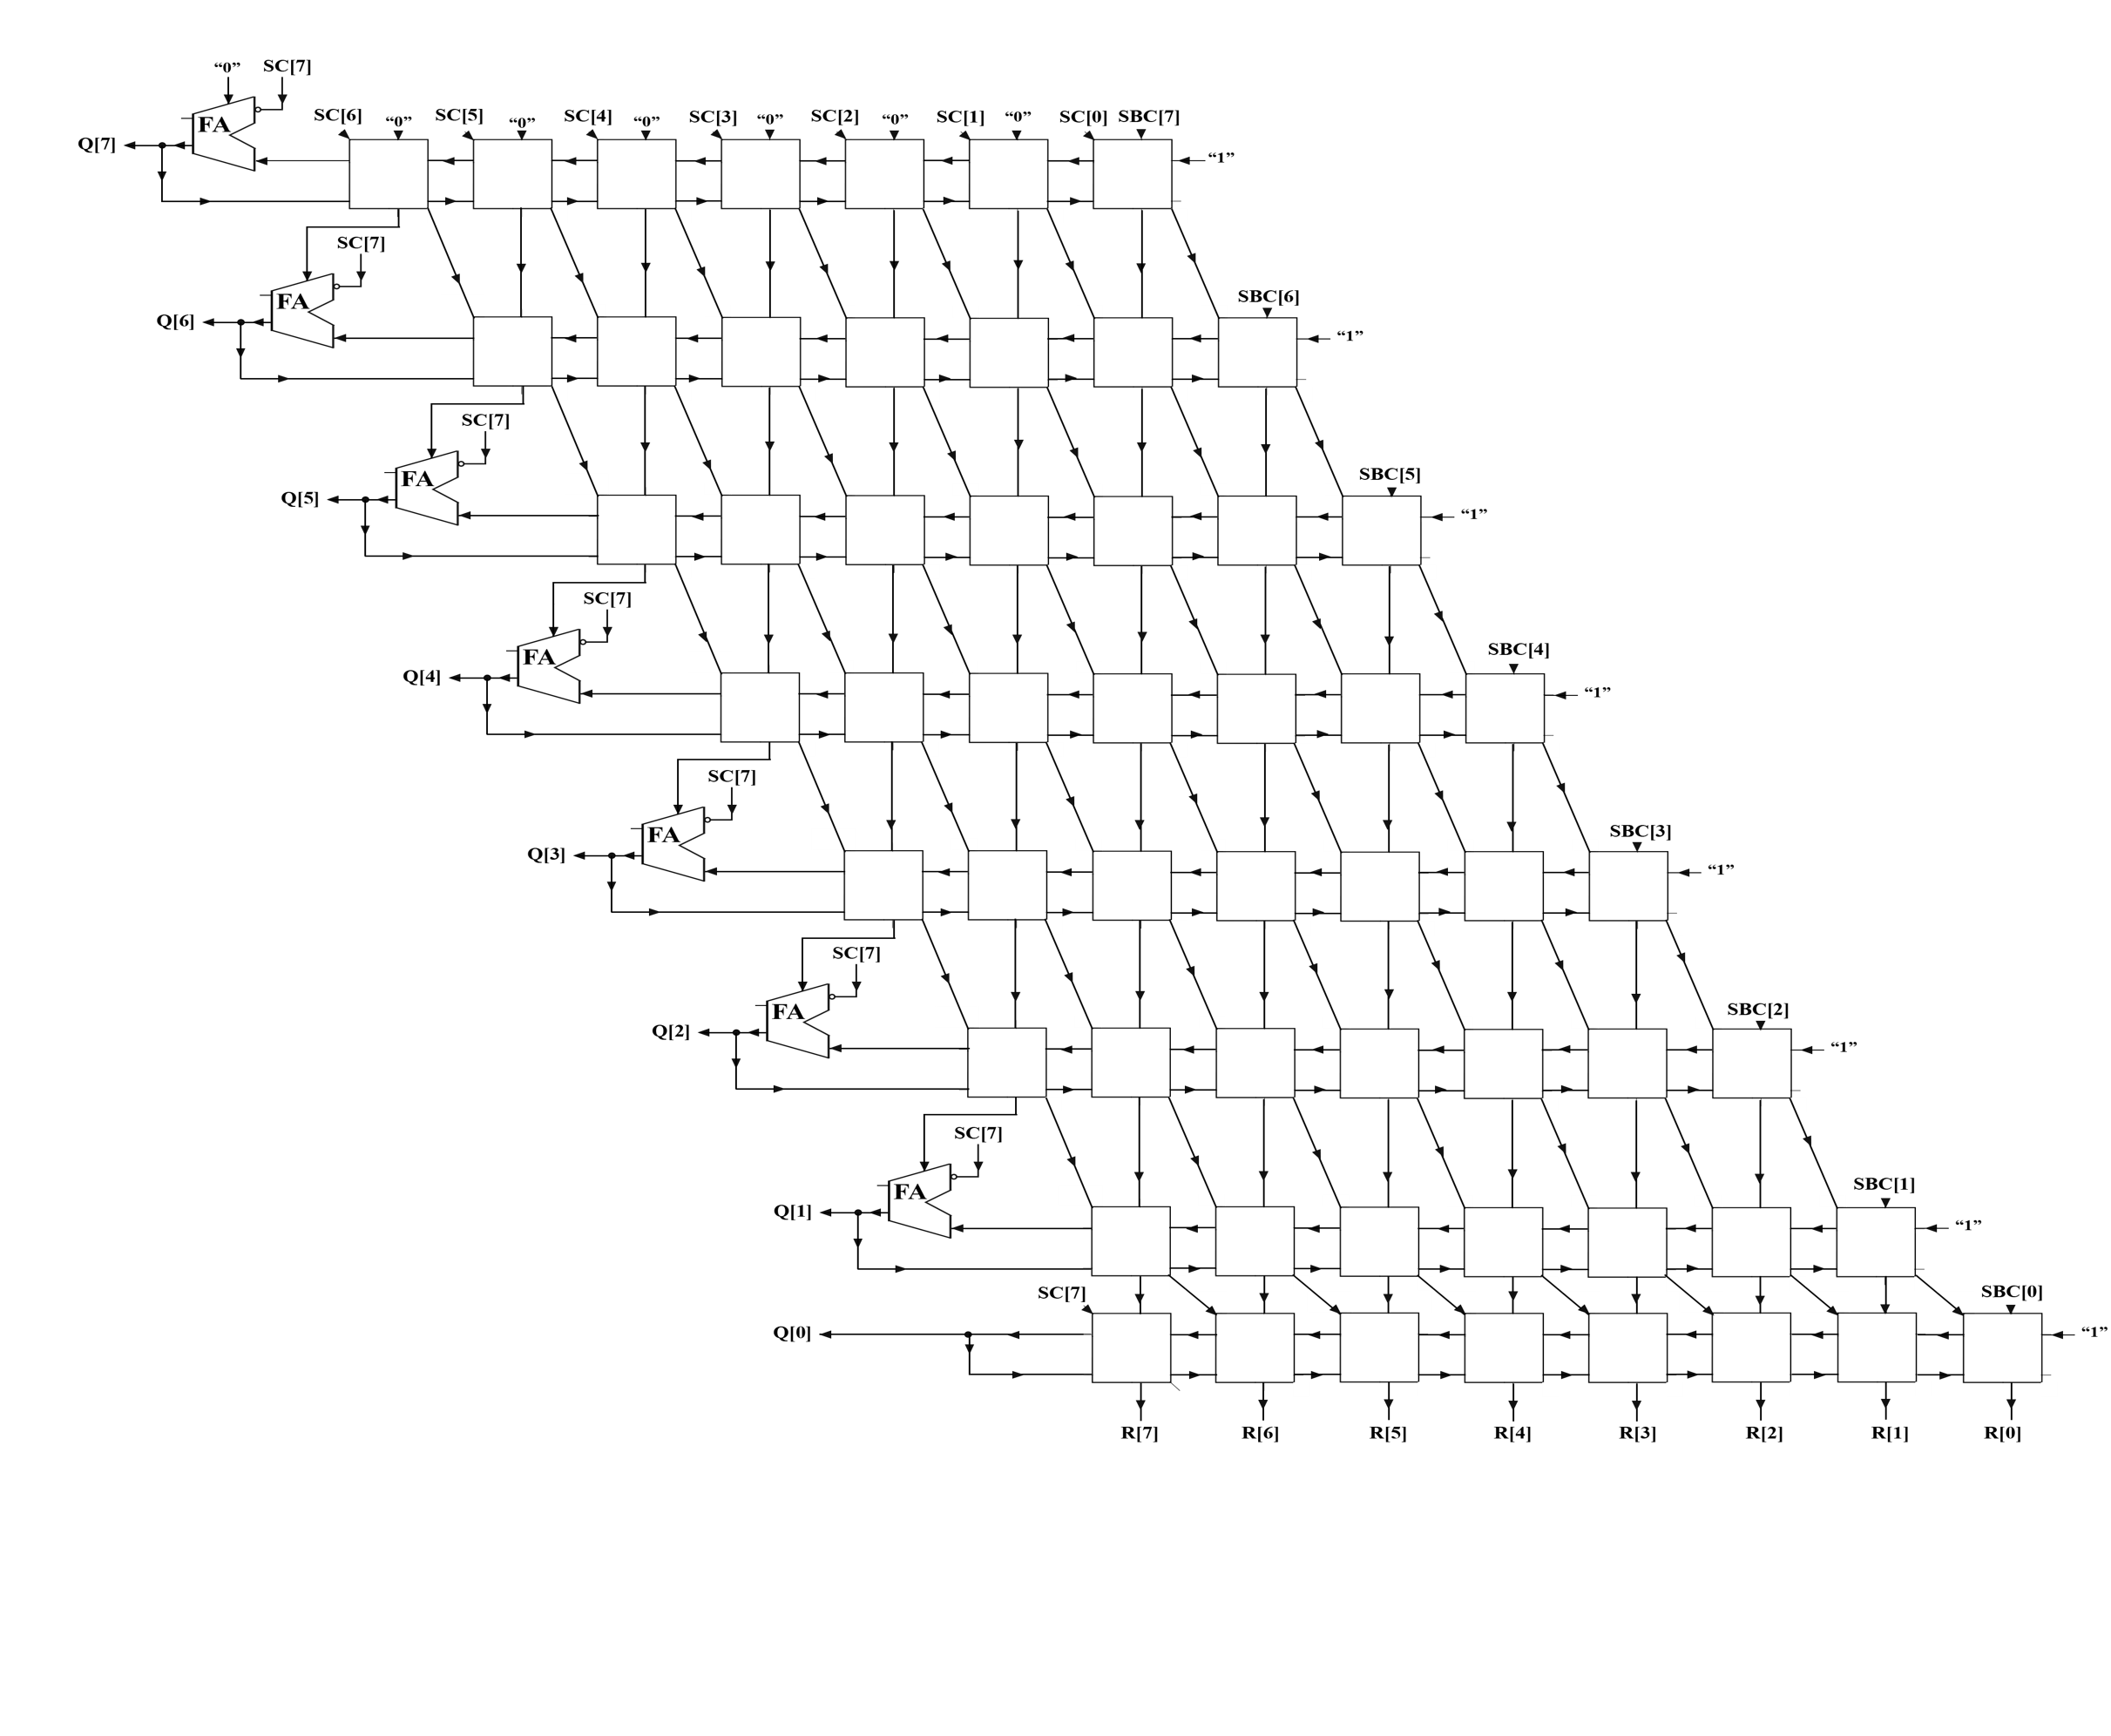 “0” SC[7]
SC[6] “0” SC[5] “0” SC[4] “0” SC[3] “0” SC[2] “0” SC[1] “0” SC[0] SBC[7]
FA
Q[7]
“1”
SC[7]
SBC[6]
FA
Q[6]
“1”
SC[7]
SBC[5]
FA
Q[5]
“1”
SC[7]
SBC[4]
FA
Q[4]
“1”
SC[7]
SBC[3]
FA
Q[3]
“1”
SC[7]
SBC[2]
FA
Q[2]
“1”
SC[7]
SBC[1]
FA
Q[1]
“1”
SC[7]
SBC[0]
Q[0]
“1”
R[7] R[6] R[5] R[4] R[3] R[2] R[1] R[0]